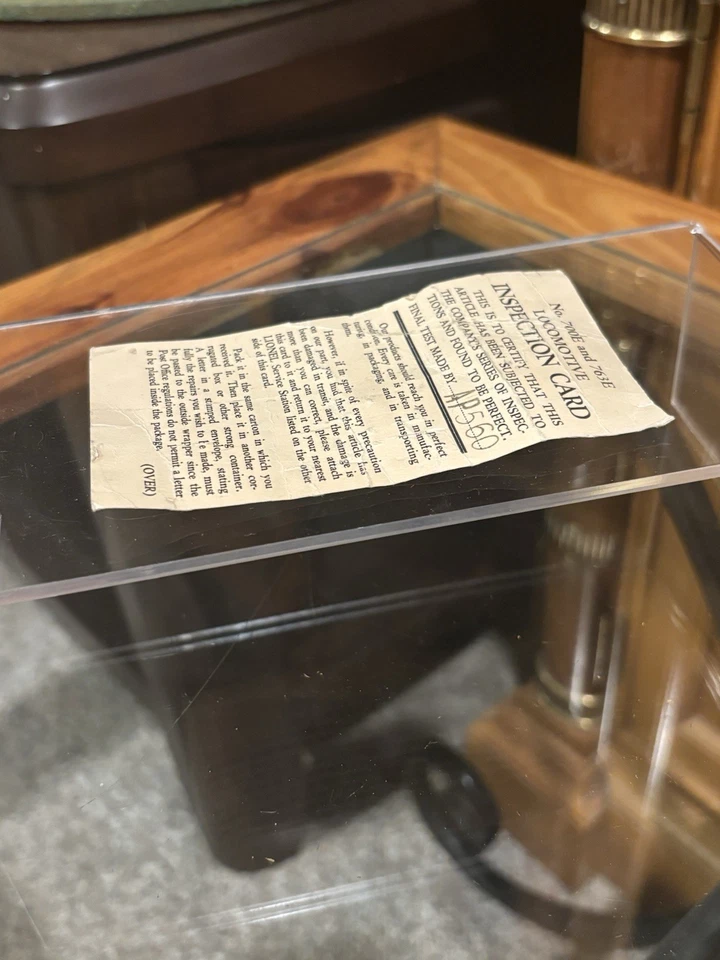 No. 700E and 763E
LOCOMOTIVE
INSPECTION CARD
THIS IS TO CERTIFY THAT THIS
ARTICLE HAS BEEN SUBJECTED TO
THE COMPANY'S SERIES OF INSPEC-
TIONS AND FOUND TO BE PERFECT.
FINAL TEST MADE BY
Our products should reach you in perfect
condition. Every care is taken in manufac-
turing, in packaging, and in transporting
them.
However, if in spite of every precaution
on our part, you find that this article has
been damaged in transit, and the damage is
more than you can correct, please attach
this card to it and return it to your nearest
LIONEL Service Station listed on the other
side of this card.
Pack it in the same carton in which you
received it. Then place it in another cor-
rugated box or other strong container.
A letter in a stamped envelope, stating
fully the repairs you wish to be made, must
be pasted to the outside wrapper since the
Post Office regulations do not permit a letter
to be placed inside the package.
(OVER)